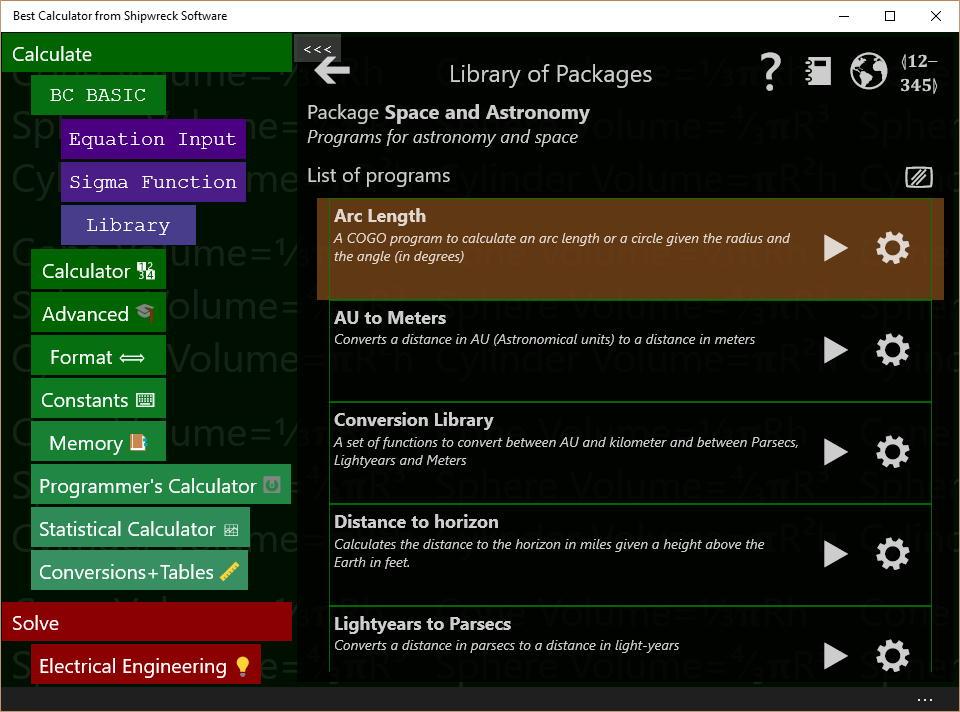 Best Calculator from Shipwreck Software
Calculate
BC BASIC
Equation Input
Sigma Function
Library
Calculator
Advanced
Format
Constants
Memory
Programmer's Calculator
Statistical Calculator
Conversions+Tables
Solve
Electrical Engineering
<<<
Library of Packages
(12–
345)
Package Space and Astronomy
Programs for astronomy and space
List of programs
Arc Length
A COGO program to calculate an arc length or a circle given the radius and
the angle (in degrees)
AU to Meters
Converts a distance in AU (Astronomical units) to a distance in meters
Conversion Library
A set of functions to convert between AU and kilometer and between Parsecs,
Lightyears and Meters
Distance to horizon
Calculates the distance to the horizon in miles given a height above the
Earth in feet.
Lightyears to Parsecs
Converts a distance in parsecs to a distance in light-years
...